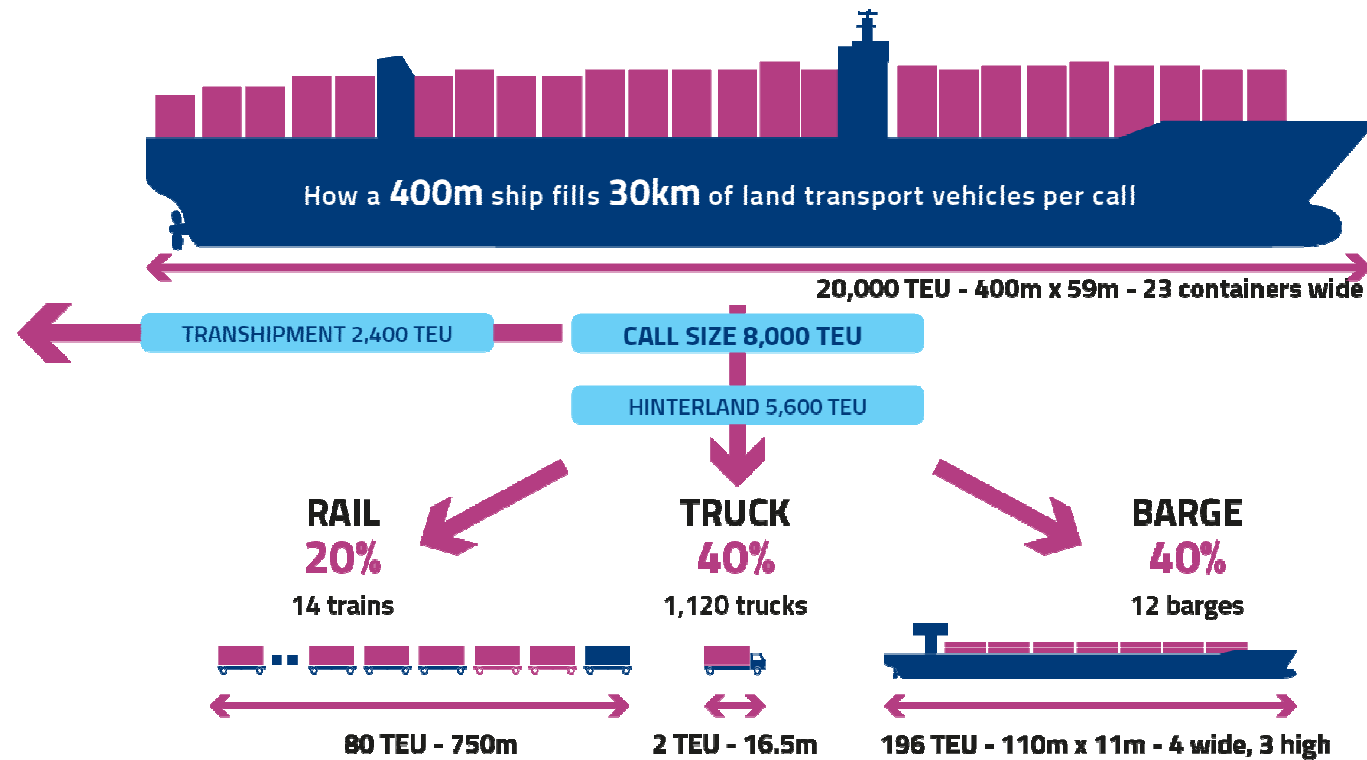 How a 400m ship fills 30km of land transport vehicles per call
20,000 TEU - 400m x 59m - 23 containers wide
TRANSHIPMENT 2,400 TEU
CALL SIZE 8,000 TEU
HINTERLAND 5,600 TEU
RAIL
20%
14 trains
80 TEU - 750m
TRUCK
40%
1,120 trucks
2 TEU - 16.5m
BARGE
40%
12 barges
196 TEU - 110m x 11m - 4 wide, 3 high